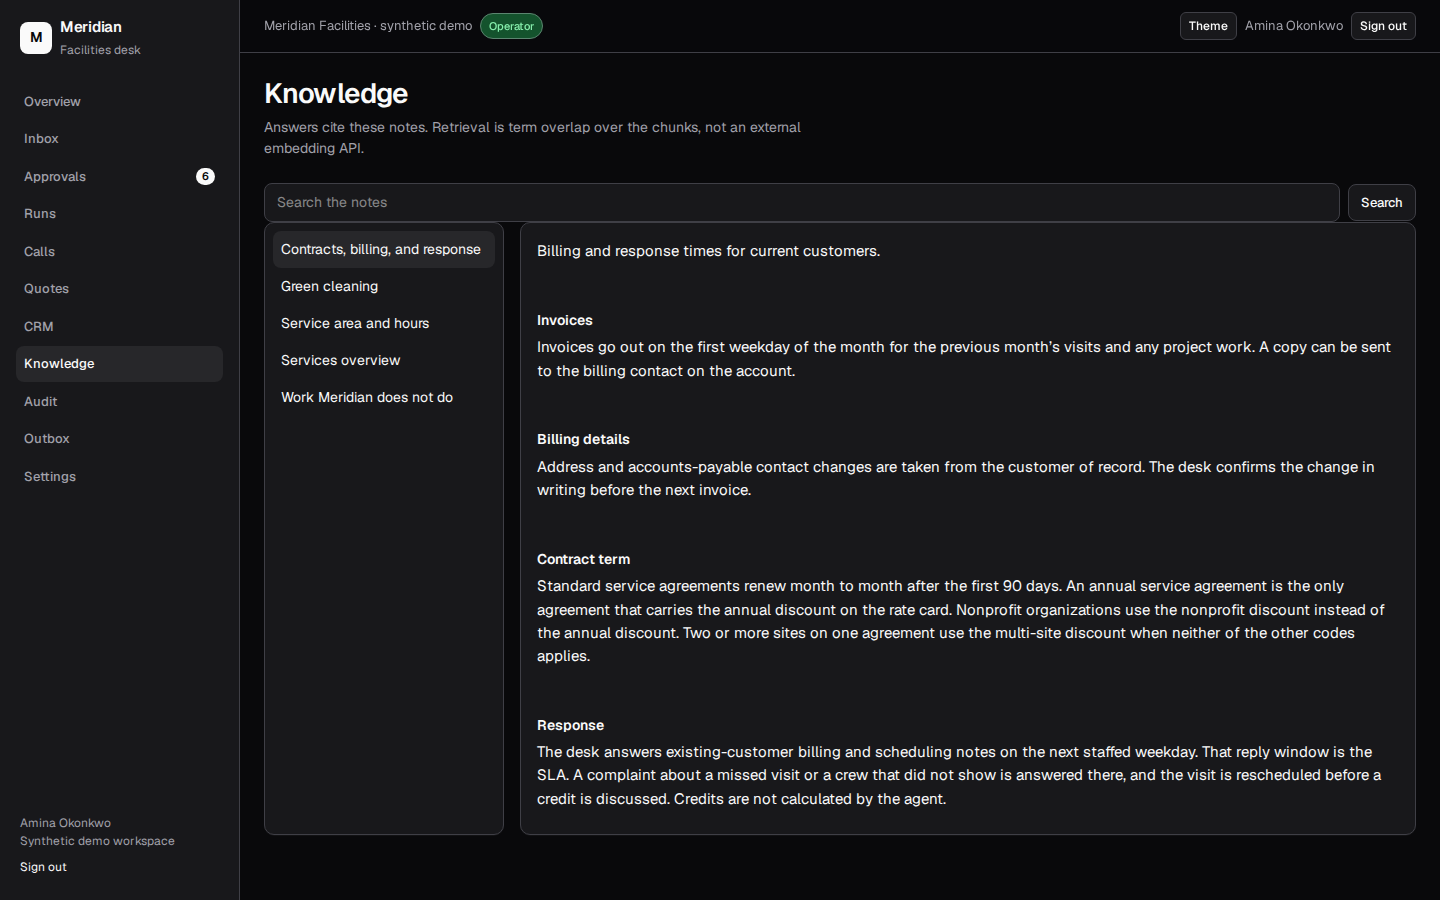 M
Meridian
Facilities desk
Overview
Inbox
Approvals 6
Runs
Calls
Quotes
CRM
Knowledge
Audit
Outbox
Settings
Amina Okonkwo
Synthetic demo workspace
Sign out
Meridian Facilities · synthetic demo Operator
Theme Amina Okonkwo Sign out
Knowledge
Answers cite these notes. Retrieval is term overlap over the chunks, not an external
embedding API.
Search the notes Search
Contracts, billing, and response
Green cleaning
Service area and hours
Services overview
Work Meridian does not do
Billing and response times for current customers.
Invoices
Invoices go out on the first weekday of the month for the previous month’s visits and any project work. A copy can be sent
to the billing contact on the account.
Billing details
Address and accounts-payable contact changes are taken from the customer of record. The desk confirms the change in
writing before the next invoice.
Contract term
Standard service agreements renew month to month after the first 90 days. An annual service agreement is the only
agreement that carries the annual discount on the rate card. Nonprofit organizations use the nonprofit discount instead of
the annual discount. Two or more sites on one agreement use the multi-site discount when neither of the other codes
applies.
Response
The desk answers existing-customer billing and scheduling notes on the next staffed weekday. That reply window is the
SLA. A complaint about a missed visit or a crew that did not show is answered there, and the visit is rescheduled before a
credit is discussed. Credits are not calculated by the agent.